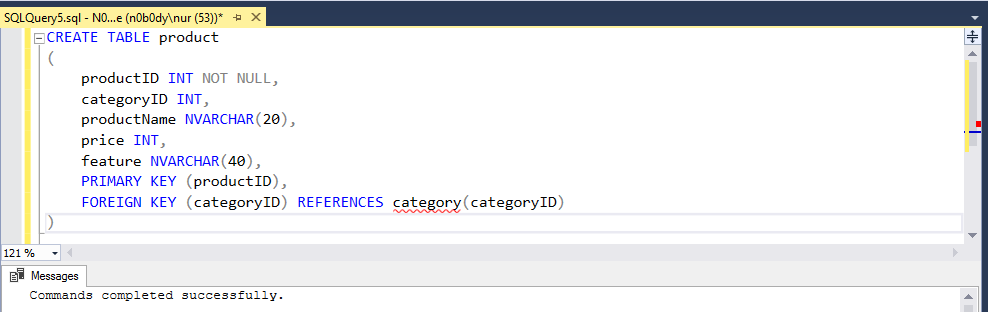 SQLQuery5.sql - N0...e (n0b0dy\nur (53))*
CREATE TABLE product
(
productID INT NOT NULL,
categoryID INT,
productName NVARCHAR(20),
price INT,
feature NVARCHAR(40),
PRIMARY KEY (productID),
FOREIGN KEY (categoryID) REFERENCES category(categoryID)
)
121 %
Messages
Commands completed successfully.